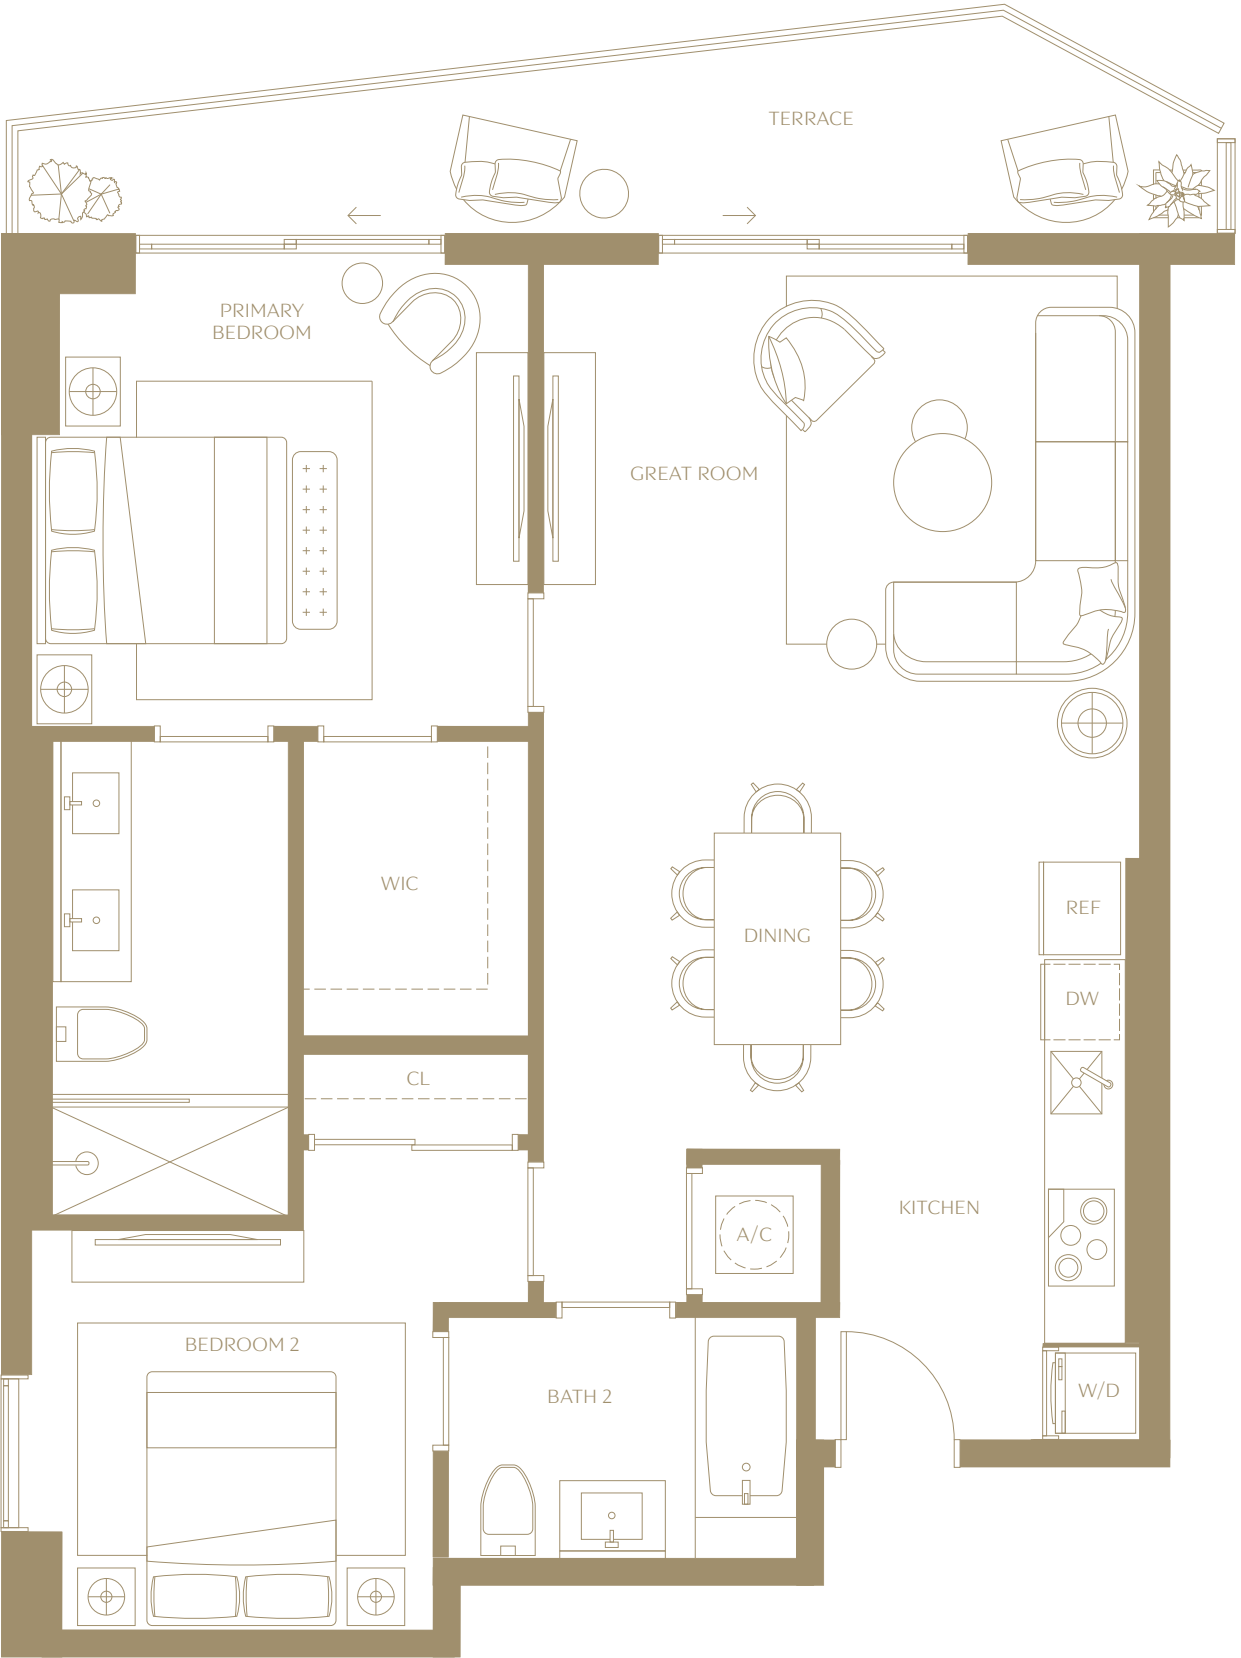 TERRACE
PRIMARY
BEDROOM
GREAT ROOM
WIC
REF
DINING
DW
CL
KITCHEN
A/C
BEDROOM 2
BATH 2
W/D